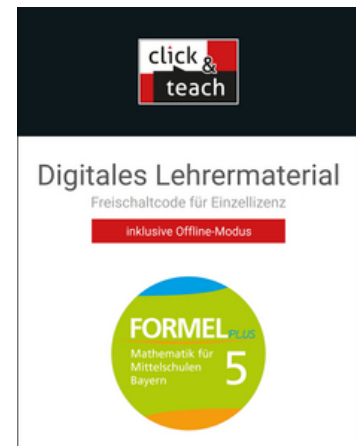 click &
teach
Digitales Lehrermaterial
Freischaltcode für Einzellizenz
inklusive Offline-Modus
FORMEL PLUS
Mathematik für
Mittelschulen
Bayern
5